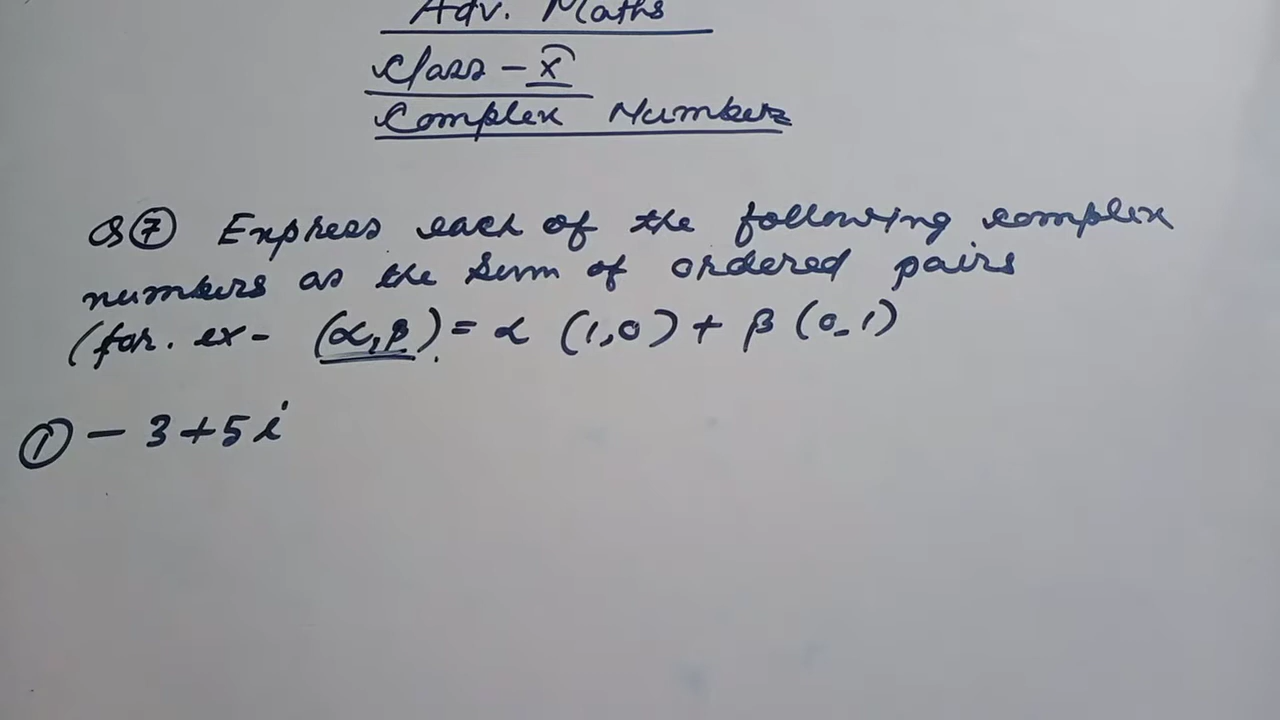 Adv. Maths
Class - X
Complex Numbers
Q 7 Express each of the following complex
numbers as the sum of ordered pairs
(for. ex - (α, β) = α (1,0) + β (0,1)
1 - 3 + 5i